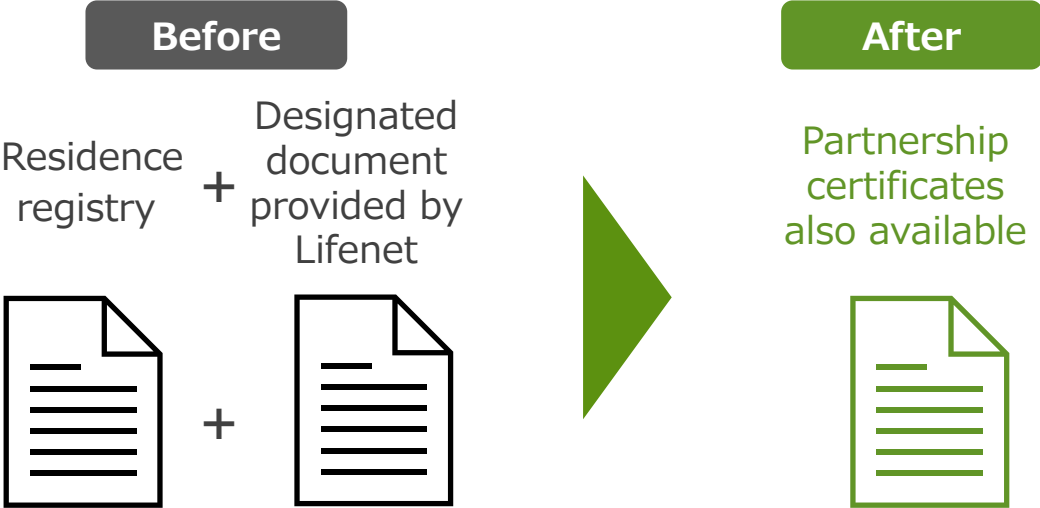 Before
Residence
registry
+
Designated
document
provided by
Lifenet
+
After
Partnership
certificates
also available